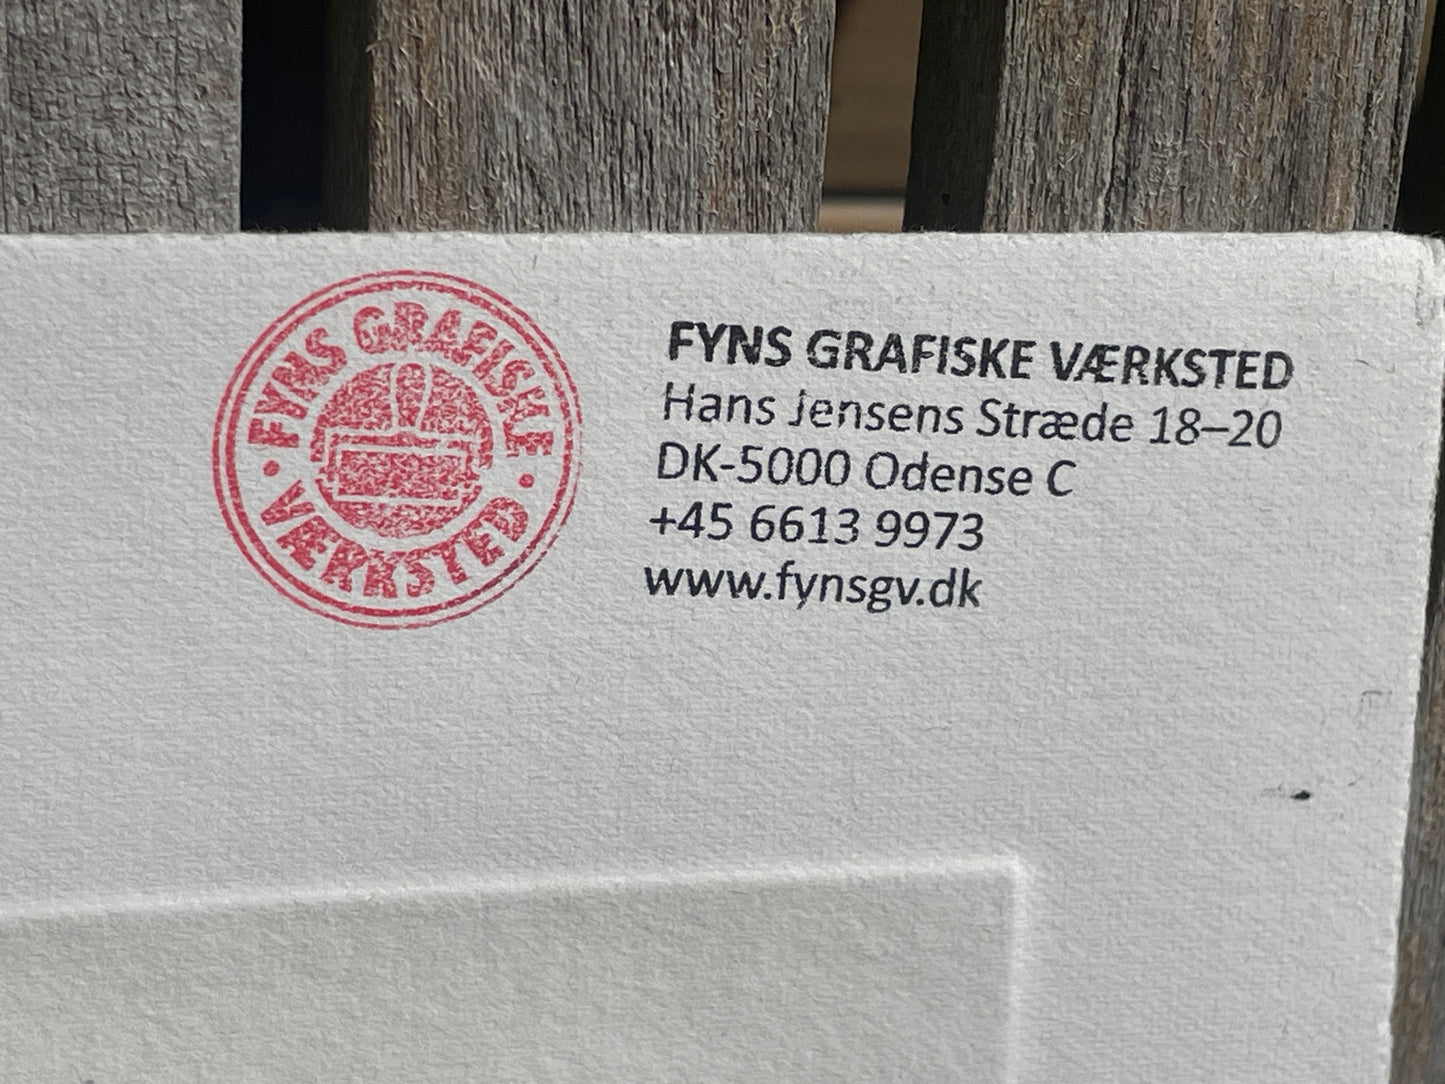 FYNS GRAFISKE
VÆRKSTED
FYNS GRAFISKE VÆRKSTED
Hans Jensens Stræde 18–20
DK-5000 Odense C
+45 6613 9973
www.fynsgv.dk